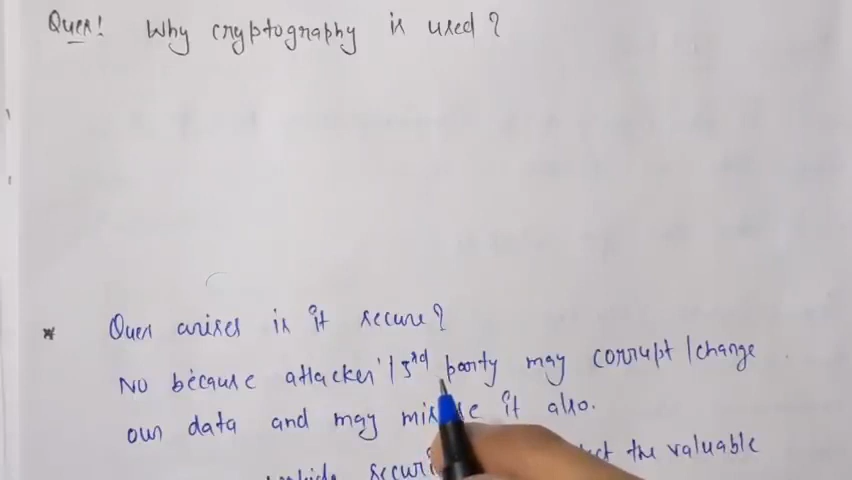 Ques! Why cryptography is used?
* Ques arises is it secure?
No because attacker'/3rd party may corrupt/change
our data and may misuse it also.
the valuable